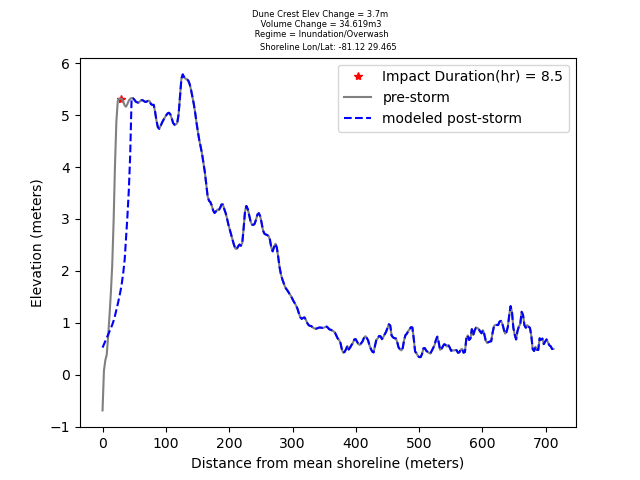 Dune Crest Elev Change = 3.7m
Volume Change = 34.619m3
Regime = Inundation/Overwash
Shoreline Lon/Lat: -81.12 29.465
Impact Duration(hr) = 8.5
pre-storm
modeled post-storm
6
5
4
3
2
1
0
−1
Elevation (meters)
0 100 200 300 400 500 600 700
Distance from mean shoreline (meters)